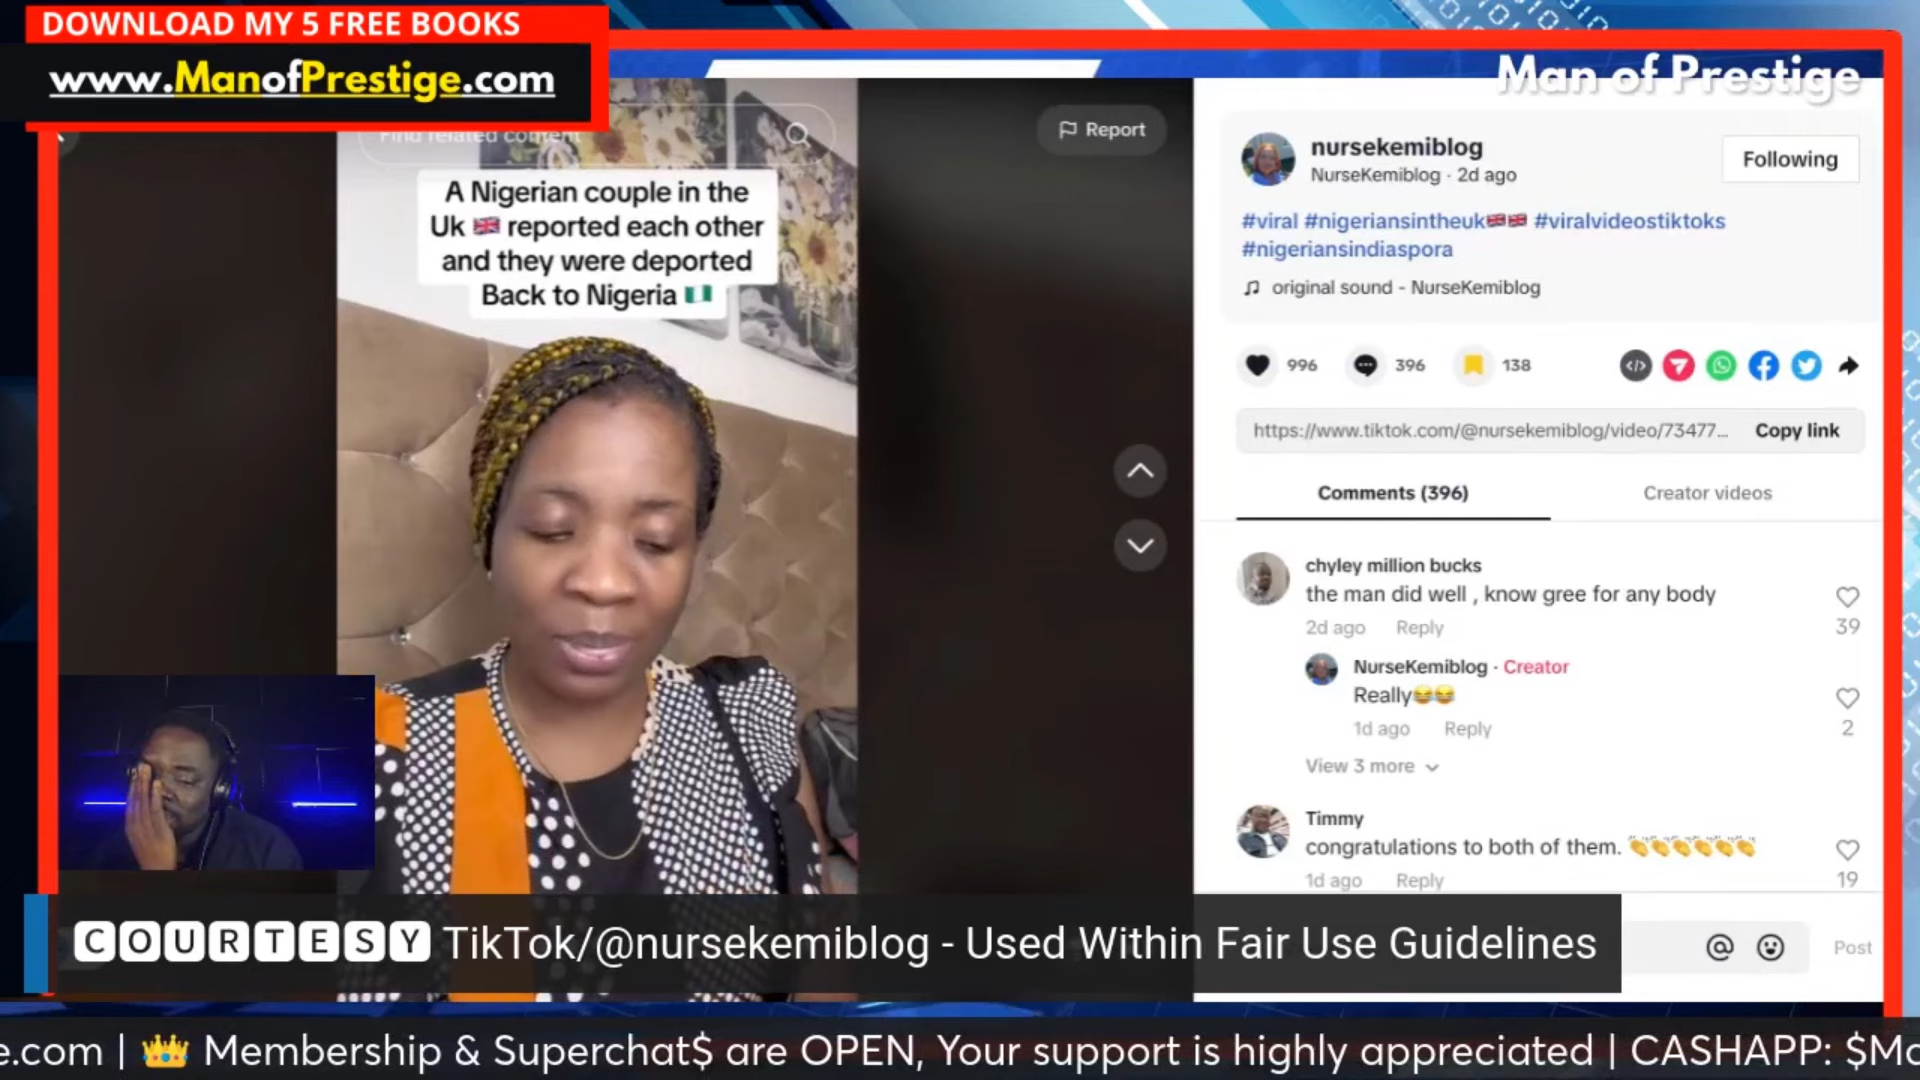 DOWNLOAD MY 5 FREE BOOKS
www.ManofPrestige.com
Man of Prestige
Find related content
Report
A Nigerian couple in the
Uk 🇬🇧 reported each other
and they were deported
Back to Nigeria 🇳🇬
nursekemiblog
NurseKemiblog · 2d ago
Following
#viral #nigeriansintheuk🇬🇧🇬🇧 #viralvideostiktoks
#nigeriansindiaspora
♫ original sound - NurseKemiblog
996
396
138
https://www.tiktok.com/@nursekemiblog/video/73477...
Copy link
Comments (396)
Creator videos
chyley million bucks
the man did well , know gree for any body
2d ago Reply
39
NurseKemiblog · Creator
Really😂😂
1d ago Reply
2
View 3 more
Timmy
congratulations to both of them. 👏👏👏👏👏👏
1d ago Reply
19
COURTESY TikTok/@nursekemiblog - Used Within Fair Use Guidelines
Post
e.com | 👑 Membership & Superchat$ are OPEN, Your support is highly appreciated | CASHAPP: $Ma